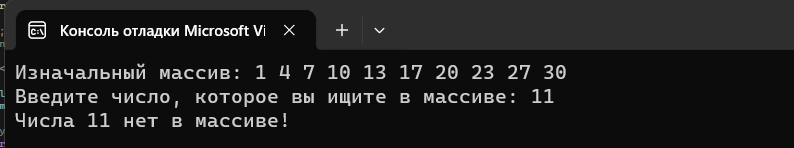 Консоль отладки Microsoft Vi
Изначальный массив: 1 4 7 10 13 17 20 23 27 30
Введите число, которое вы ищите в массиве: 11
Числа 11 нет в массиве!